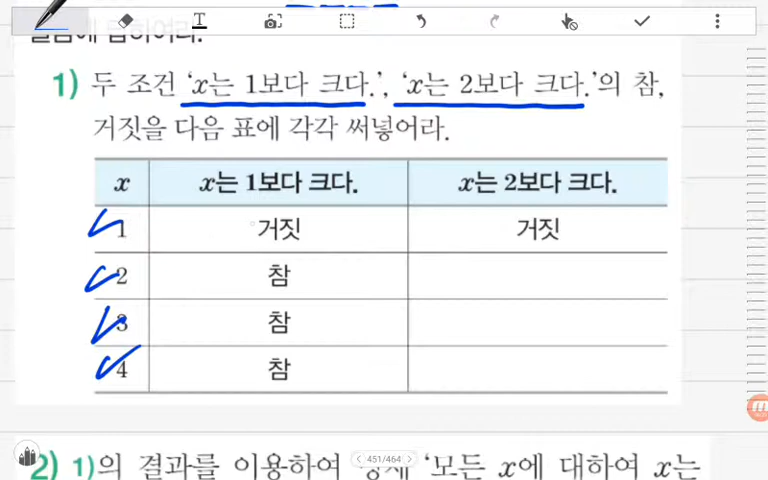 T
1) 두 조건 ‘x는 1보다 크다.’, ‘x는 2보다 크다.’의 참,
거짓을 다음 표에 각각 써넣어라.
x x는 1보다 크다. x는 2보다 크다.
1 거짓 거짓
2 참
3 참
4 참
451/464
2) 1)의 결과를 이용하여 ‘모든 x에 대하여 x는